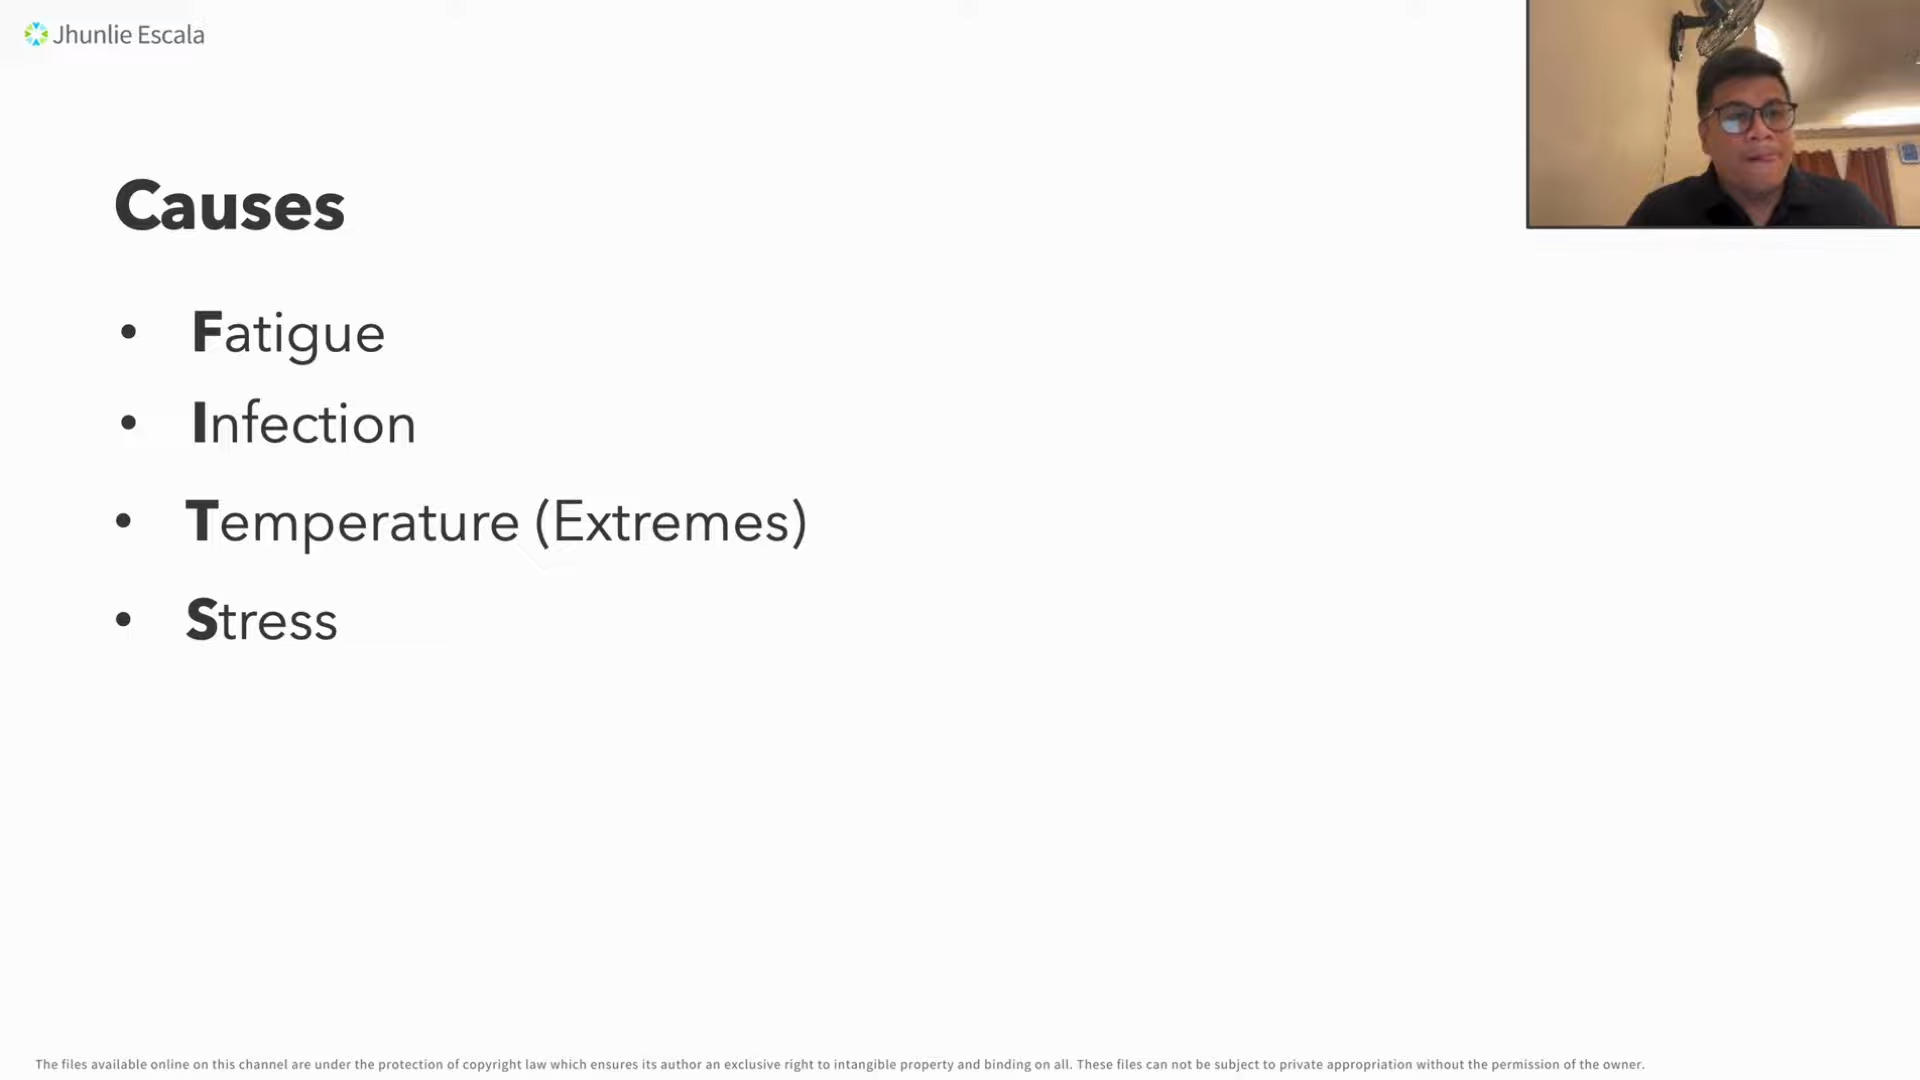 Jhunlie Escala
Causes
• Fatigue
• Infection
• Temperature (Extremes)
• Stress
The files available online on this channel are under the protection of copyright law which ensures its author an exclusive right to intangible property and binding on all. These files can not be subject to private appropriation without the permission of the owner.